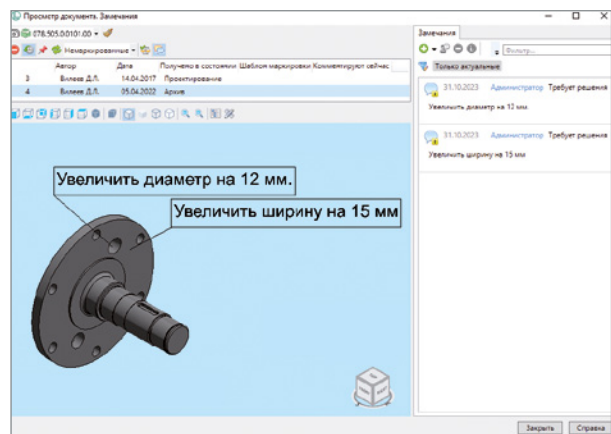 Просмотр документа. Замечания
078.505.0.0101.00
Немаркированные
Автор Дата Получено в состоянии Шаблон маркировки Комментируют сейчас
3 Вилеев Д.Л. 14.04.2017 Проектирование
4 Вилеев Д.Л. 05.04.2022 Архив
Увеличить диаметр на 12 мм.
Увеличить ширину на 15 мм
Замечания
Фильтр...
Только актуальные
31.10.2023 Администратор Требует решения
Увеличить диаметр на 12 мм.
31.10.2023 Администратор Требует решения
Увеличить ширину на 15 мм
Закрыть Справка